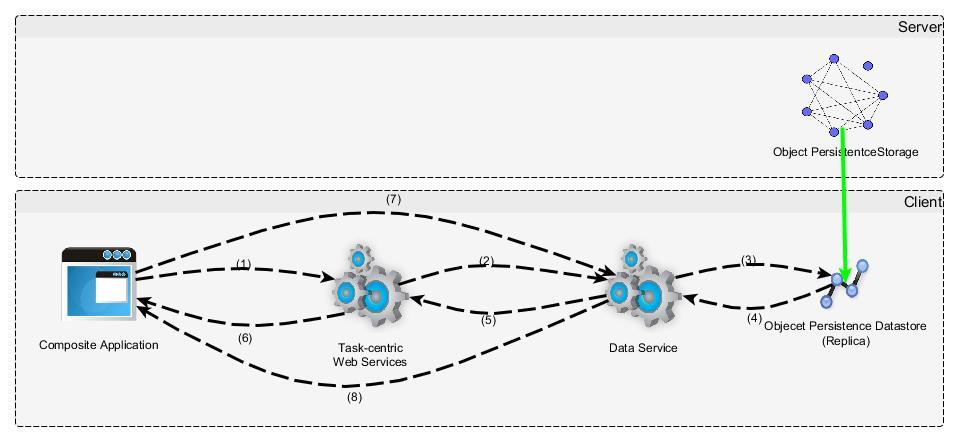 Server
Object PersistentceStorage
Client
(7)
(1)
(2)
(3)
(4)
(5)
(6)
(8)
Composite Application
Task-centric
Web Services
Data Service
Objecet Persistence Datastore
(Replica)